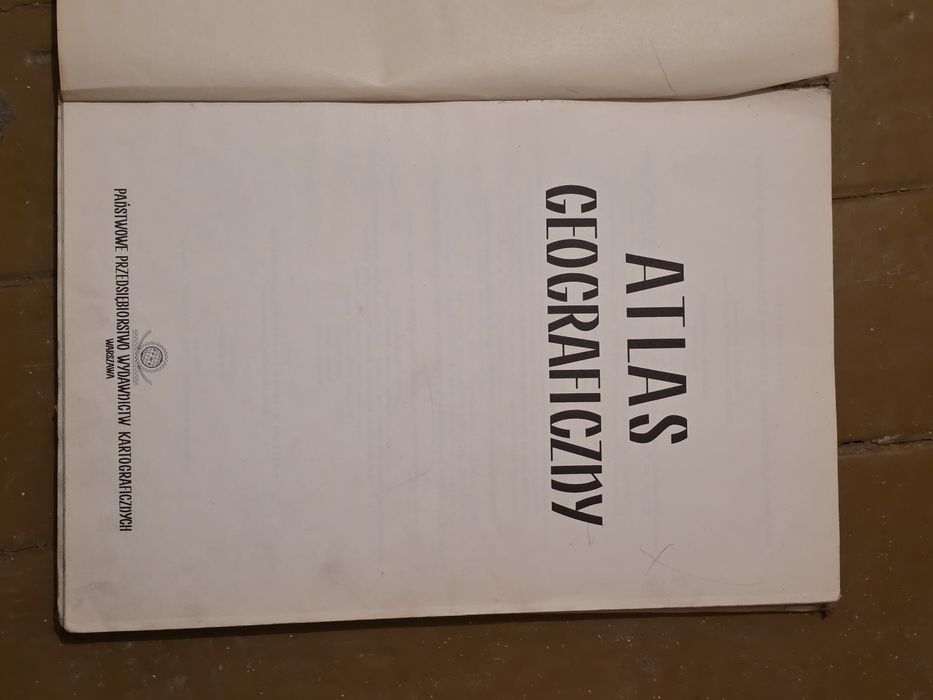 ATLAS
GEOGRAFICZNY
PAŃSTWOWE PRZEDSIĘBIORSTWO WYDAWNICTW KARTOGRAFICZNYCH
WARSZAWA